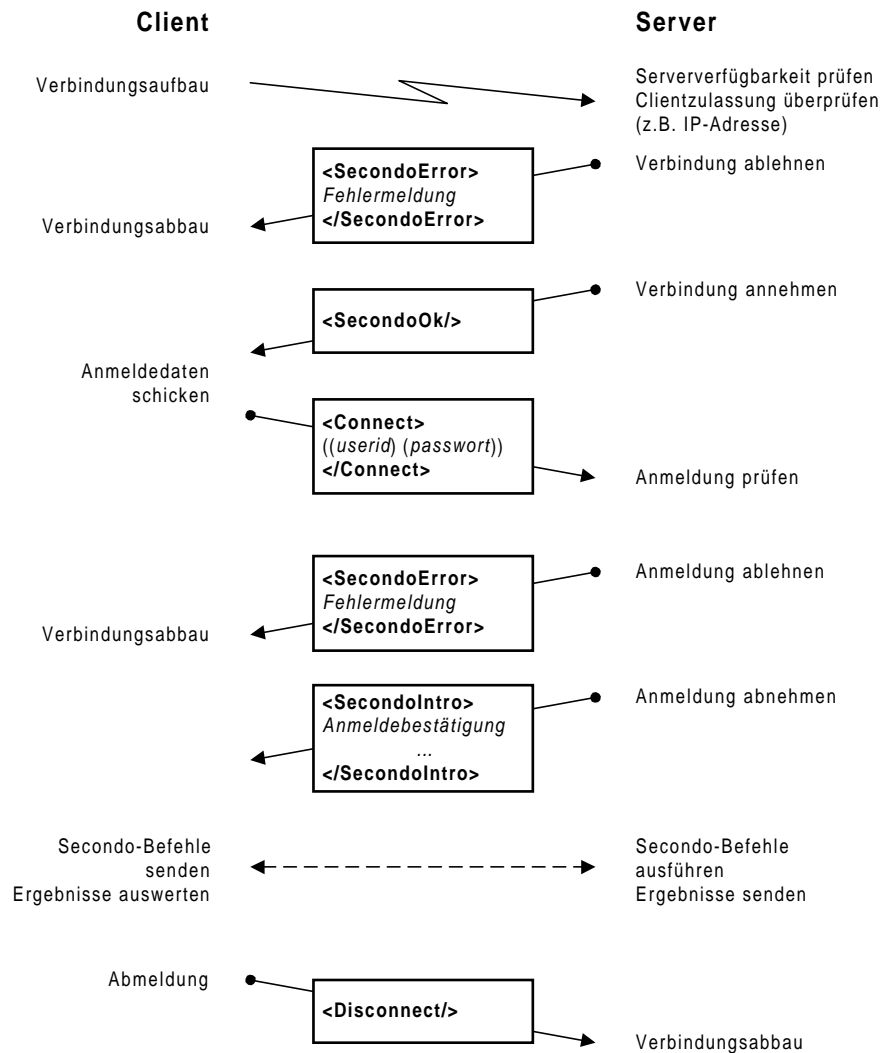 Client
Server
Verbindungsaufbau
Serververfügbarkeit prüfen
Clientzulassung überprüfen
(z.B. IP-Adresse)
<SecondoError>
Fehlermeldung
</SecondoError>
Verbindung ablehnen
Verbindungsabbau
Verbindung annehmen
<SecondoOk/>
Anmeldedaten
schicken
<Connect>
((userid) (passwort))
</Connect>
Anmeldung prüfen
<SecondoError>
Fehlermeldung
</SecondoError>
Anmeldung ablehnen
Verbindungsabbau
<SecondoIntro>
Anmeldebestätigung
...
</SecondoIntro>
Anmeldung abnehmen
Secondo-Befehle
senden
Ergebnisse auswerten
Secondo-Befehle
ausführen
Ergebnisse senden
Abmeldung
<Disconnect/>
Verbindungsabbau